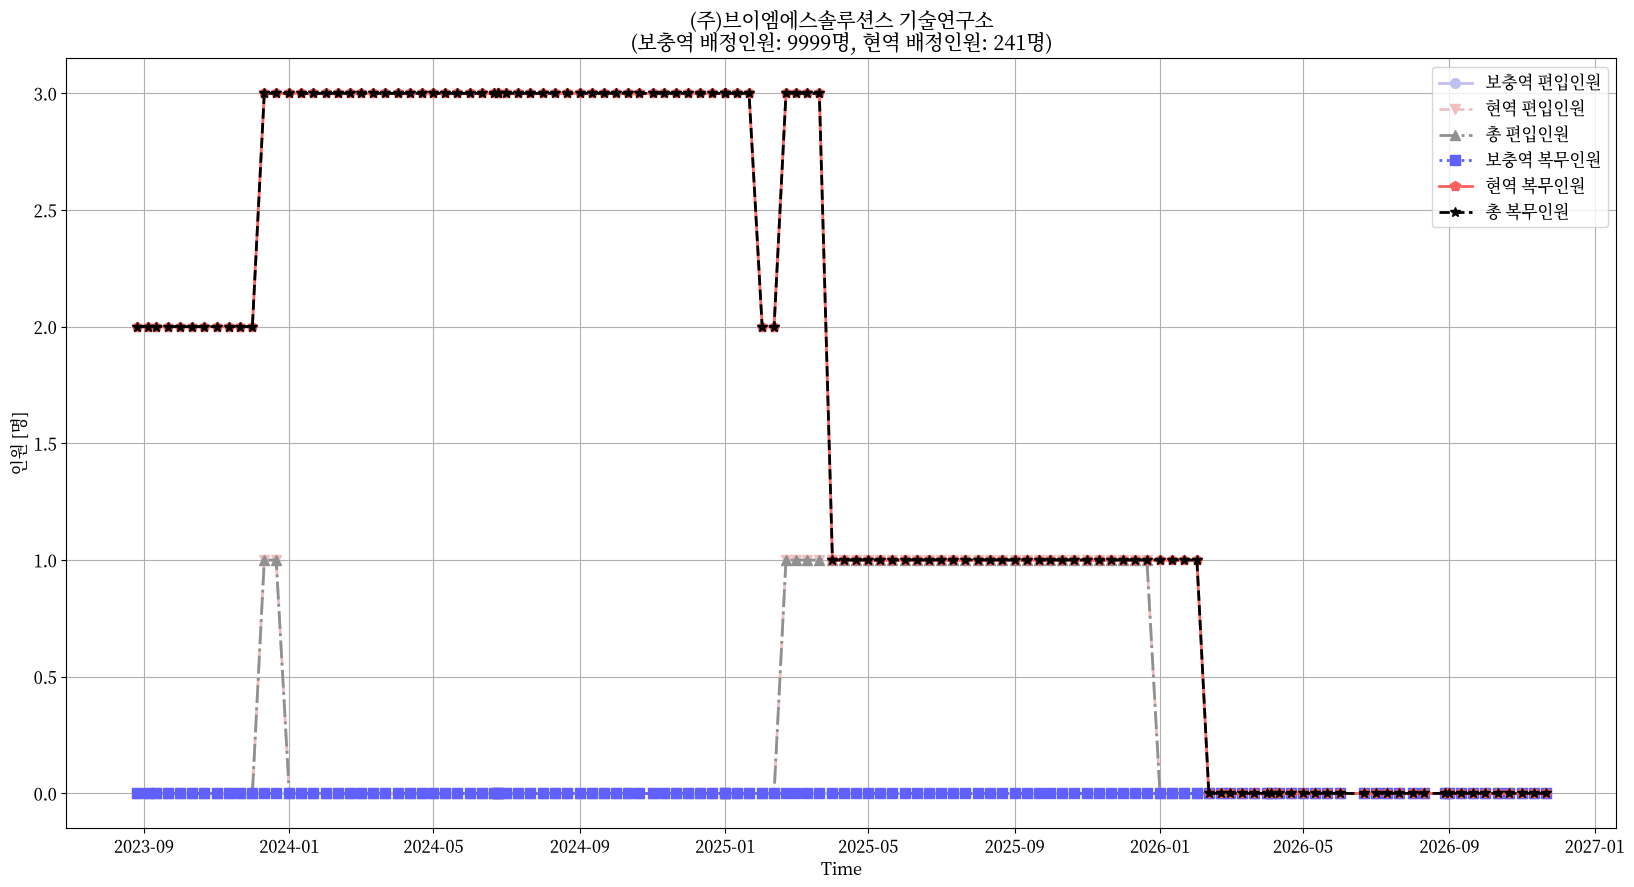 (주)브이엠에스솔루션스 기술연구소
(보충역 배정인원: 9999명, 현역 배정인원: 241명)
보충역 편입인원
현역 편입인원
총 편입인원
보충역 복무인원
현역 복무인원
총 복무인원
인원 [명]
3.0
2.5
2.0
1.5
1.0
0.5
0.0
2023-09
2024-01
2024-05
2024-09
2025-01
2025-05
2025-09
2026-01
2026-05
2026-09
2027-01
Time